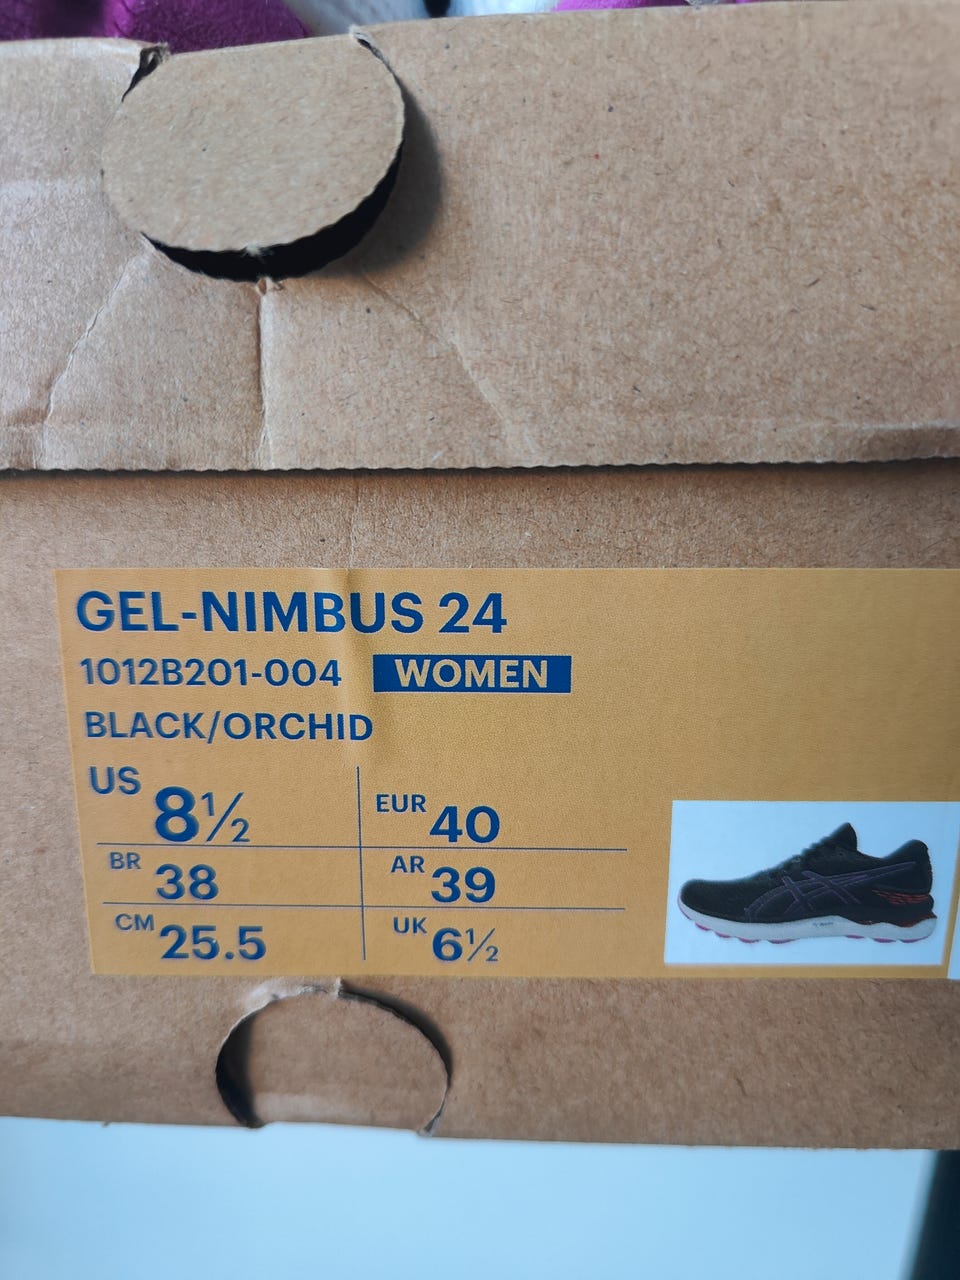 GEL-NIMBUS 24
1012B201-004 WOMEN
BLACK/ORCHID
US 8½ EUR 40
BR 38 AR 39
CM 25.5 UK 6½